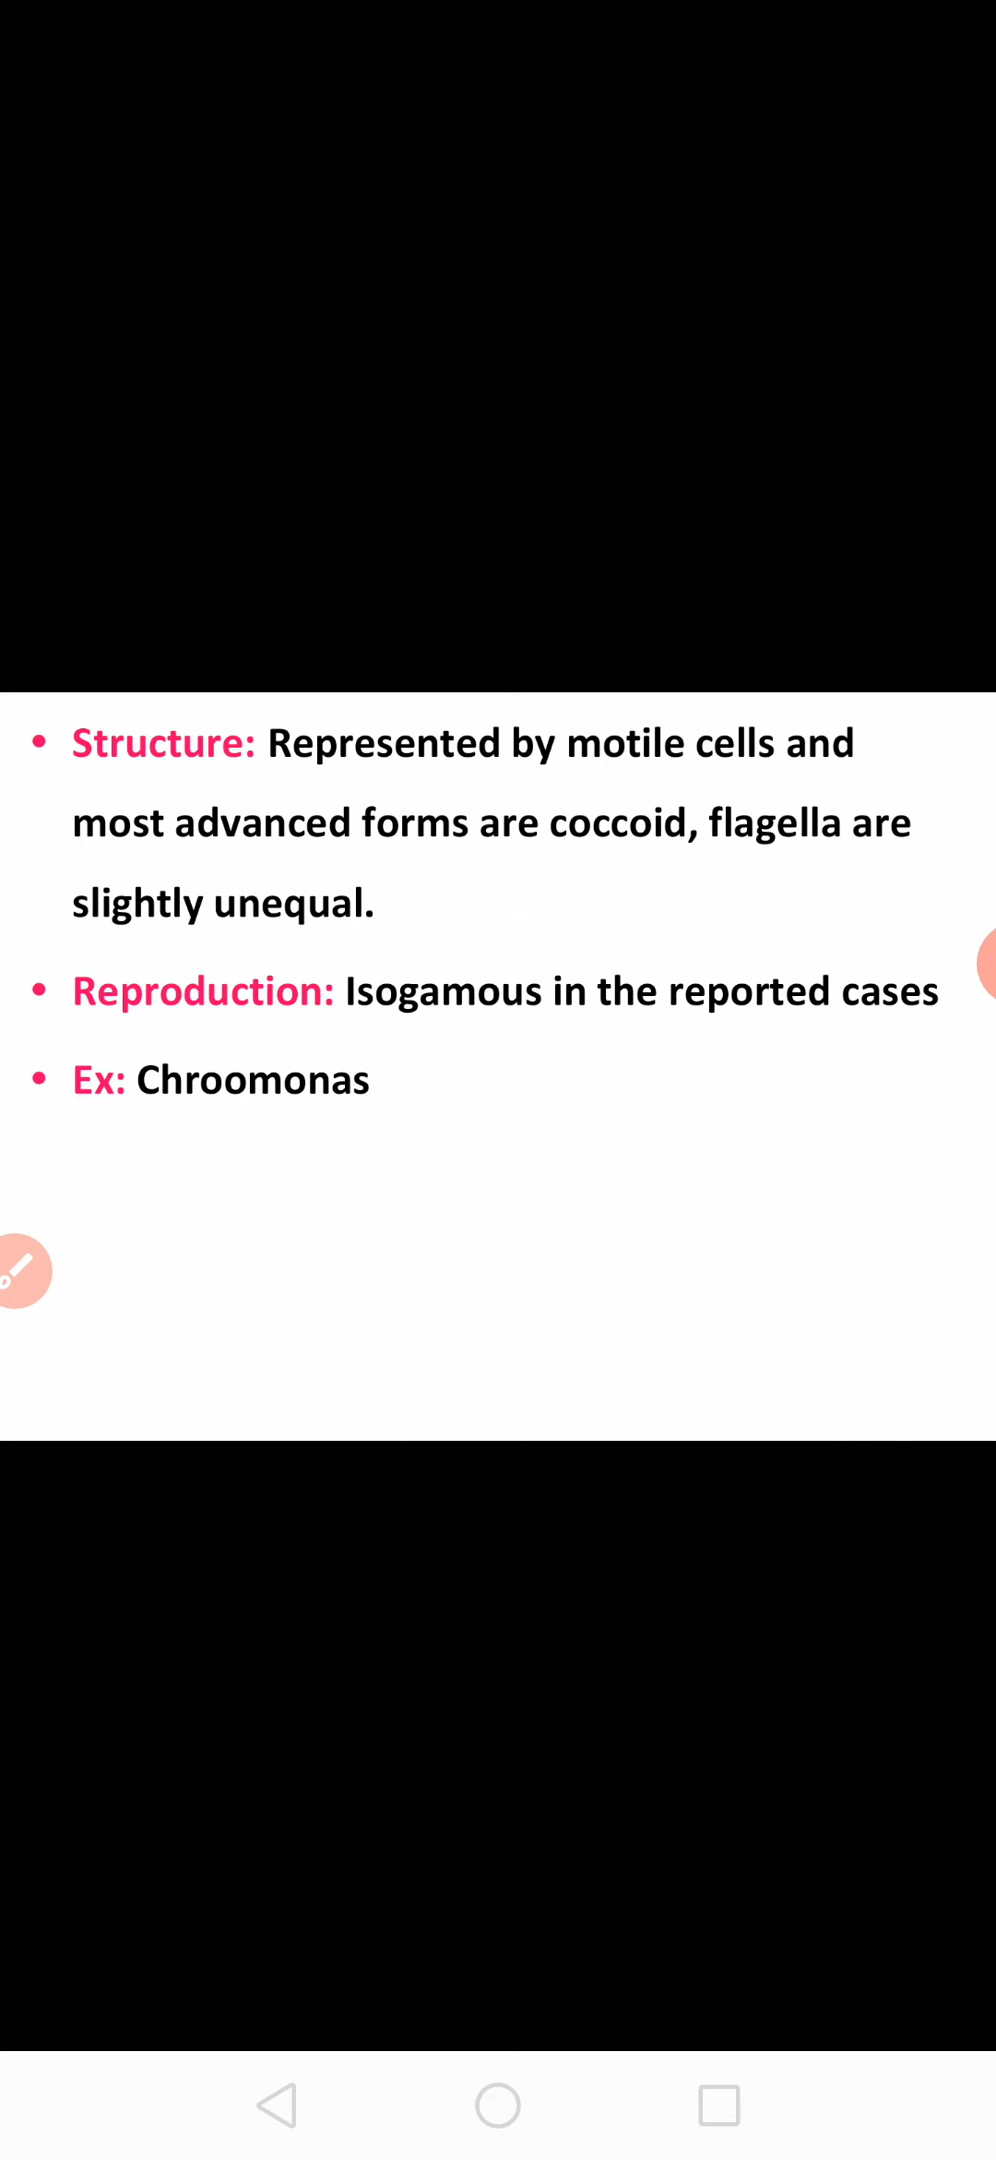 • Structure: Represented by motile cells and
most advanced forms are coccoid, flagella are
slightly unequal.
• Reproduction: Isogamous in the reported cases
• Ex: Chroomonas